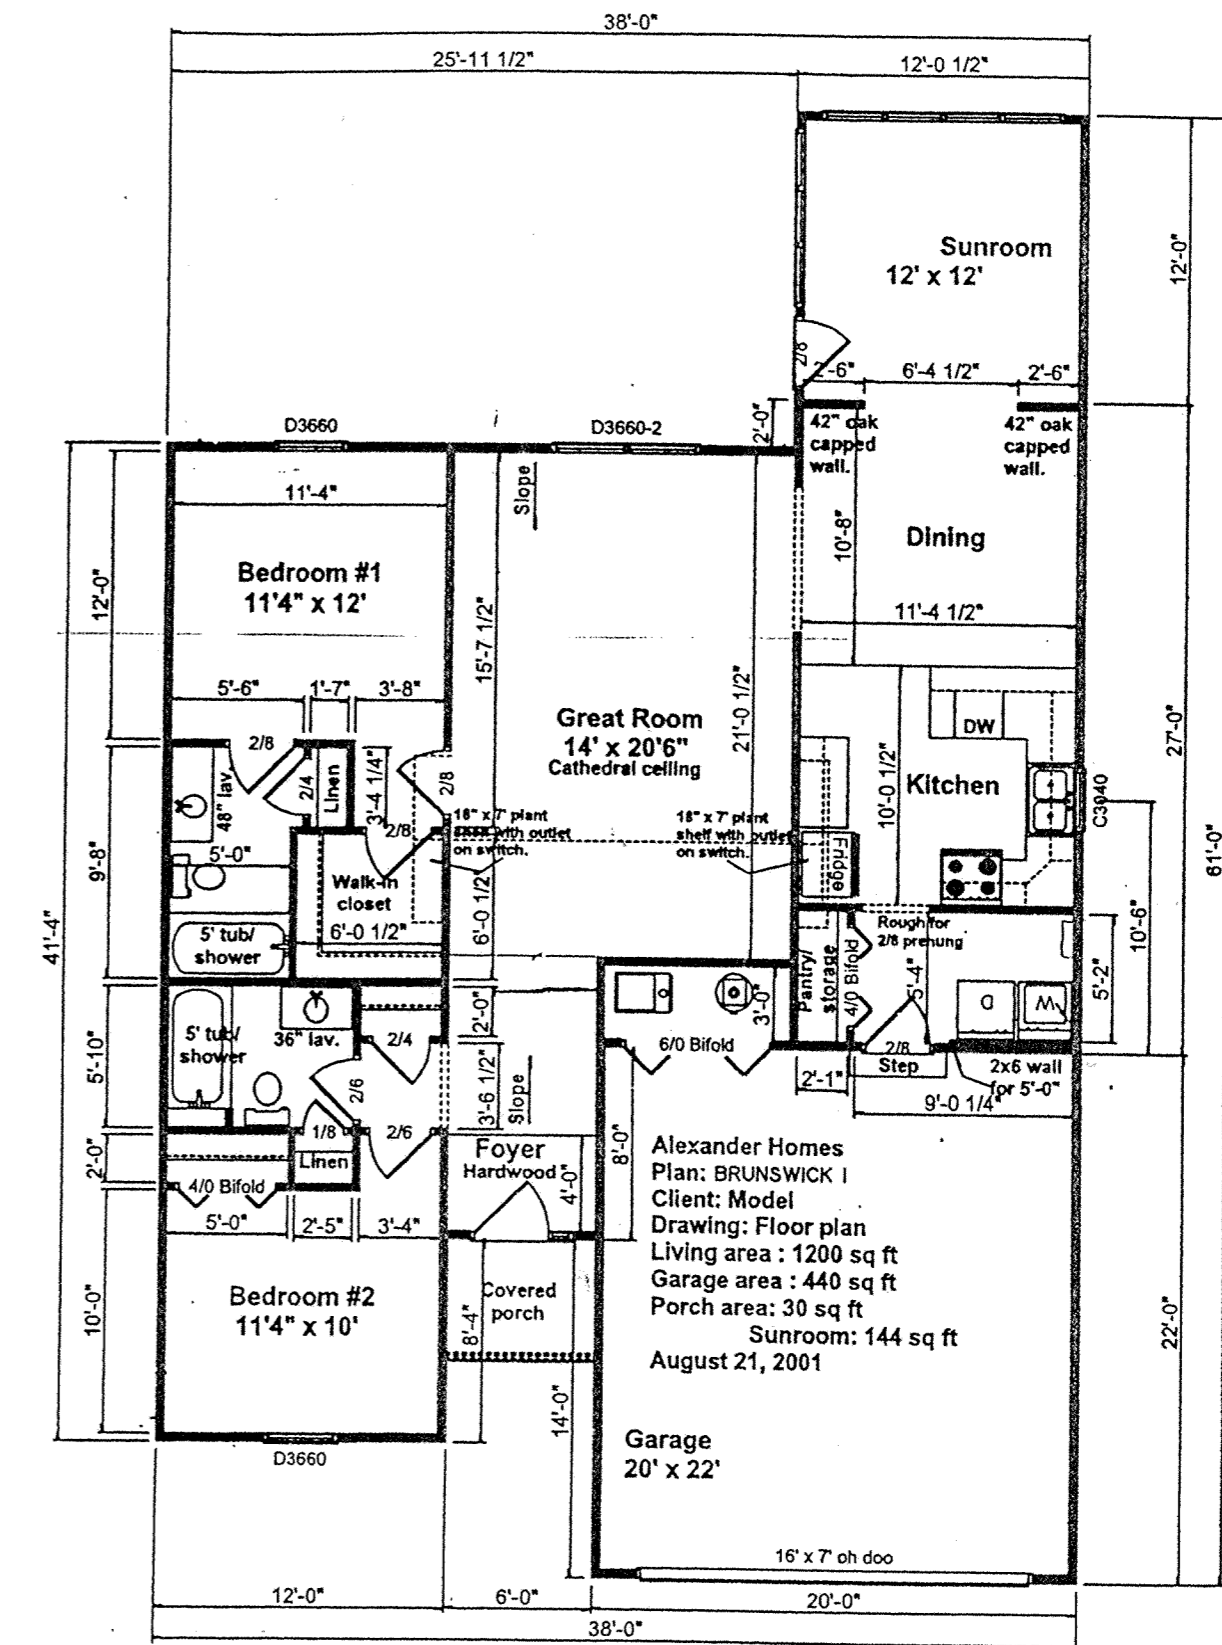 38'-0"
25'-11 1/2"
12'-0 1/2"
Sunroom
12' x 12'
12'-0"
2/8
2'-6"
6'-4 1/2"
2'-6"
D3660
D3660-2
2'-0"
42" oak
capped
wall.
42" oak
capped
wall.
11'-4"
Slope
10'-8"
Dining
Bedroom #1
11'4" x 12'
12'-0"
15'-7 1/2"
11'-4 1/2"
5'-6"
1'-7"
3'-8"
Great Room
14' x 20'6"
Cathedral ceiling
21'-0 1/2"
27'-0"
DW
2/8
2/4
Linen
3'-4 1/4"
2/8
48" lav.
Kitchen
10'-0 1/2"
C3040
61'-0"
2/8
18" x 7' plant
shelf with outlet
on switch.
18" x 7' plant
shelf with outlet
on switch.
5'-0"
9'-8"
Fridge
Walk-in
closet
6'-0 1/2"
6'-0 1/2"
5' tub/
shower
41'-4"
Rough for
2/8 prehung
10'-6"
Pantry/
storage
4/0 Bifold
5'-4"
5'-2"
D
W
3'-0"
2'-0"
5' tub/
shower
36" lav.
2/4
6/0 Bifold
2/8
Step
2x6 wall
for 5'-0"
2'-1"
9'-0 1/4"
5'-10"
2/6
3'-6 1/2"
Slope
1/8
2/6
Linen
2'-0"
4/0 Bifold
Foyer
Hardwood
4'-0"
8'-0"
5'-0"
2'-5"
3'-4"
Alexander Homes
Plan: BRUNSWICK I
Client: Model
Drawing: Floor plan
Living area : 1200 sq ft
Garage area : 440 sq ft
Porch area: 30 sq ft
Sunroom: 144 sq ft
August 21, 2001
Bedroom #2
11'4" x 10'
10'-0"
Covered
porch
8'-4"
22'-0"
14'-0"
Garage
20' x 22'
D3660
16' x 7' oh doo
12'-0"
6'-0"
20'-0"
38'-0"